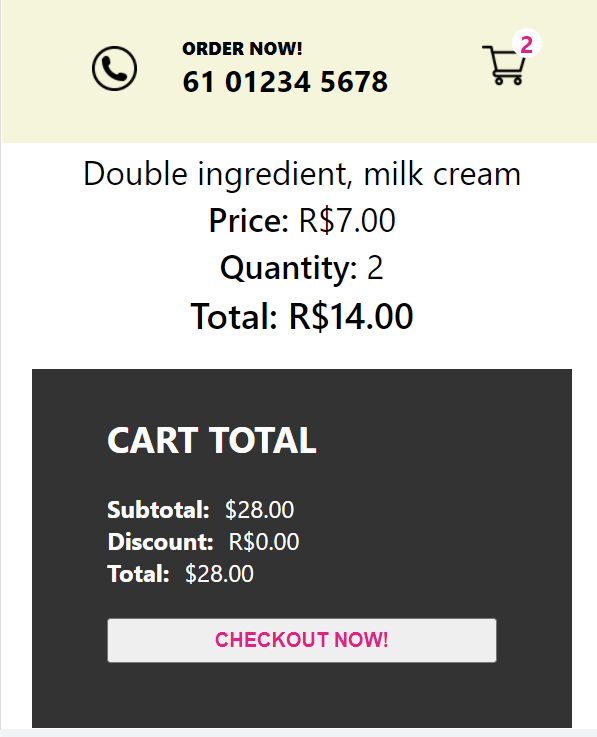 ORDER NOW!
61 01234 5678
2
Double ingredient, milk cream
Price: R$7.00
Quantity: 2
Total: R$14.00
CART TOTAL
Subtotal: $28.00
Discount: R$0.00
Total: $28.00
CHECKOUT NOW!